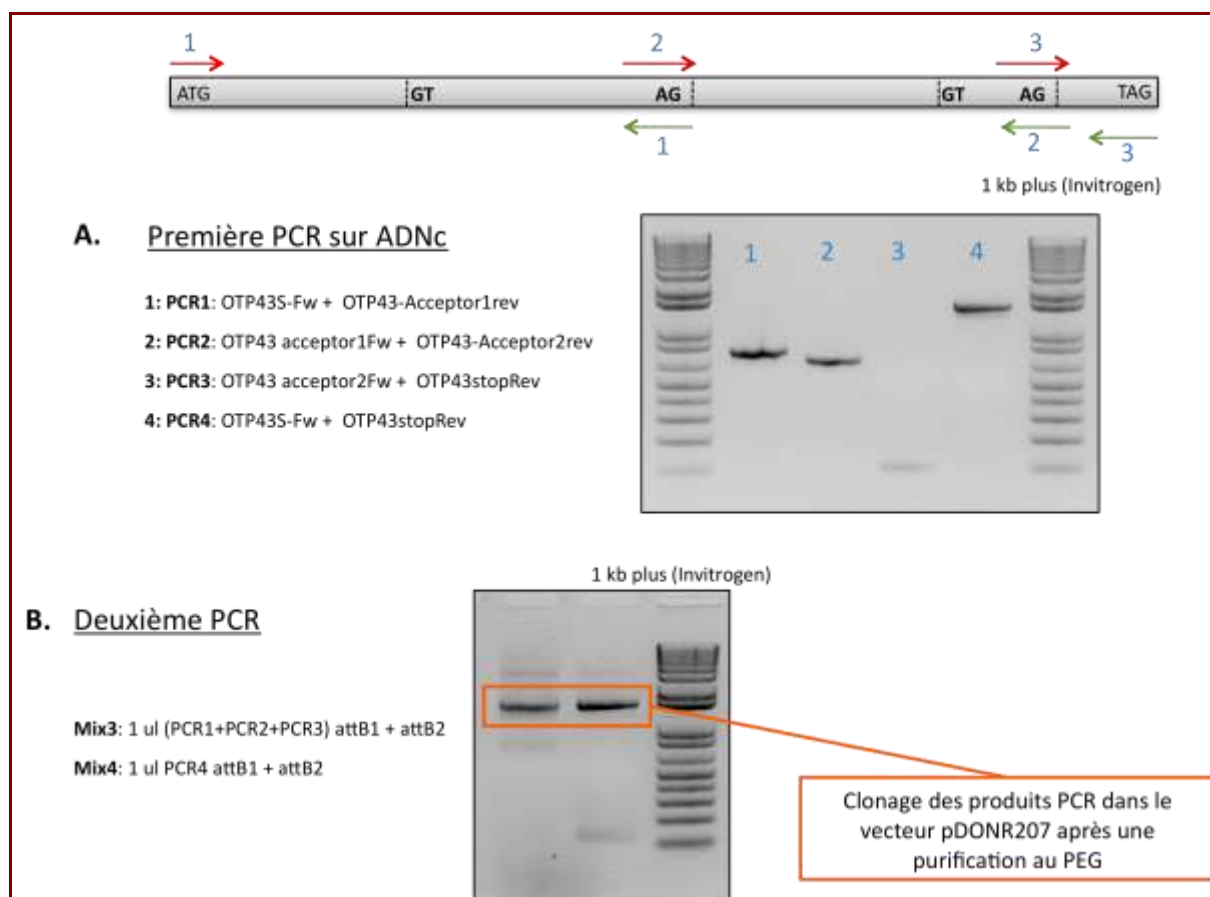 1 2 3
ATG GT AG GT AG TAG
1 2 3
1 kb plus (Invitrogen)
A. Première PCR sur ADNc
1 2 3 4
1: PCR1: OTP43S-Fw + OTP43-Acceptor1rev
2: PCR2: OTP43 acceptor1Fw + OTP43-Acceptor2rev
3: PCR3: OTP43 acceptor2Fw + OTP43stopRev
4: PCR4: OTP43S-Fw + OTP43stopRev
1 kb plus (Invitrogen)
B. Deuxième PCR
Mix3: 1 ul (PCR1+PCR2+PCR3) attB1 + attB2
Mix4: 1 ul PCR4 attB1 + attB2
Clonage des produits PCR dans le
vecteur pDONR207 après une
purification au PEG